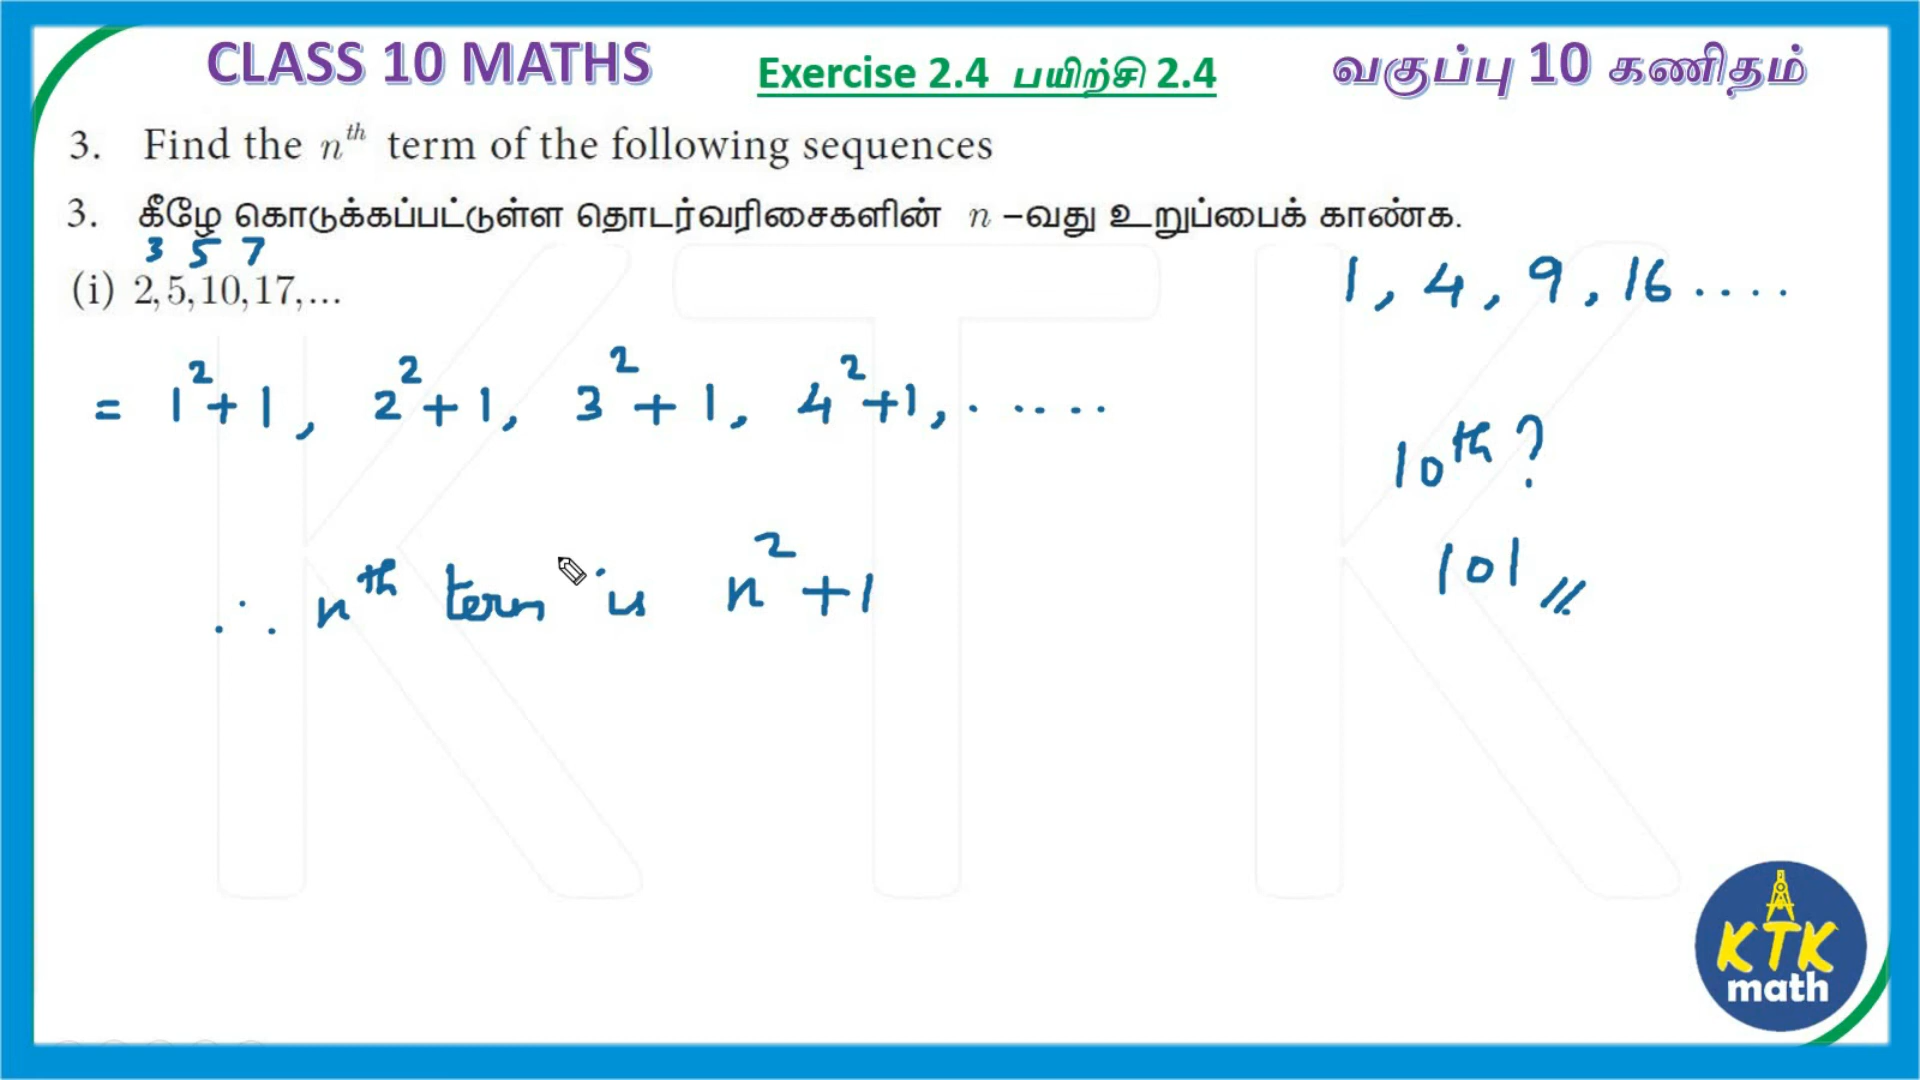 CLASS 10 MATHS Exercise 2.4 பயிற்சி 2.4 வகுப்பு 10 கணிதம்
3. Find the nth term of the following sequences
3. கீழே கொடுக்கப்பட்டுள்ள தொடர்வரிசைகளின் n –வது உறுப்பைக் காண்க.
3 5 7
(i) 2,5,10,17,...
1, 4, 9, 16 ....
= 1²+1, 2²+1, 3²+1, 4²+1, .....
10th ?
∴ nth term is n²+1
101 //
KTK
KTK
math